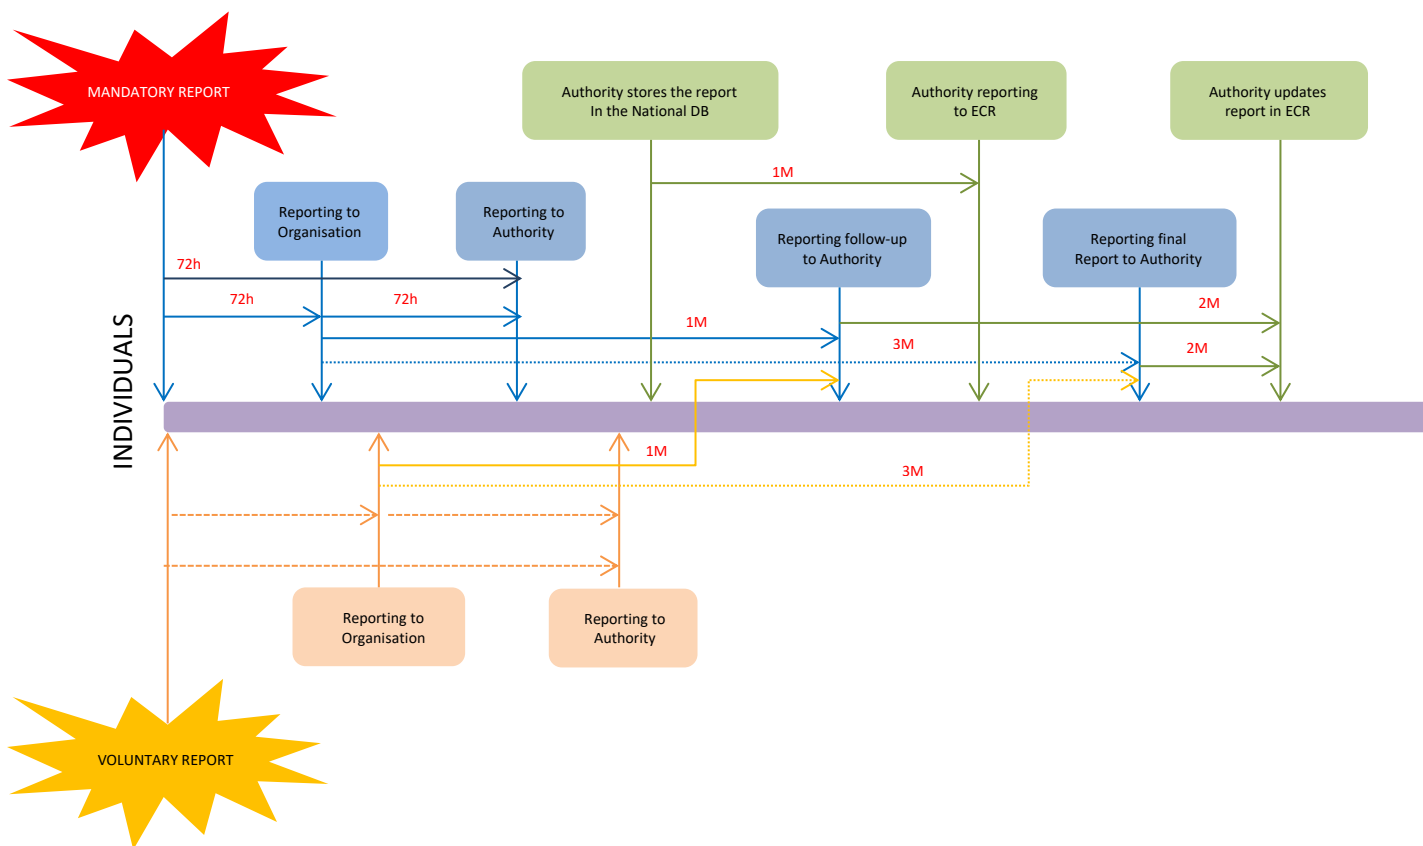 MANDATORY REPORT
Authority stores the report
In the National DB
Authority reporting
to ECR
Authority updates
report in ECR
1M
Reporting to
Organisation
Reporting to
Authority
Reporting follow-up
to Authority
Reporting final
Report to Authority
72h
72h
72h
1M
2M
3M
2M
INDIVIDUALS
1M
3M
Reporting to
Organisation
Reporting to
Authority
VOLUNTARY REPORT